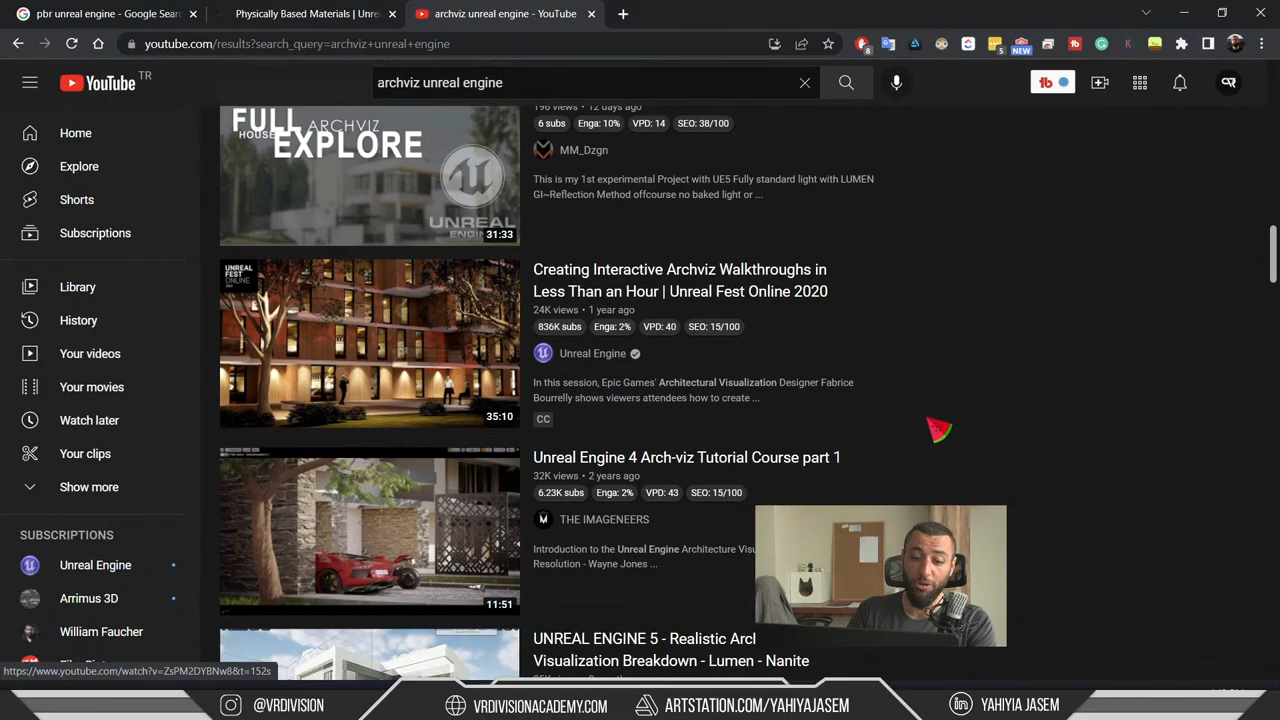 pbr unreal engine - Google Sear
Physically Based Materials | Unre
archviz unreal engine - YouTube
youtube.com/results?search_query=archviz+unreal+engine
8
5
NEW
YouTube TR
archviz unreal engine
Home
Explore
Shorts
Subscriptions
Library
History
Your videos
Your movies
Watch later
Your clips
Show more
SUBSCRIPTIONS
Unreal Engine
Arrimus 3D
William Faucher
FULL
HOUSE
ARCHVIZ
EXPLORE
UNREAL
31:33
196 views • 12 days ago
6 subs Enga: 10% VPD: 14 SEO: 38/100
MM_Dzgn
This is my 1st experimental Project with UE5 Fully standard light with LUMEN
GI~Reflection Method offcourse no baked light or ...
UNREAL
FEST
ONLINE
35:10
Creating Interactive Archviz Walkthroughs in
Less Than an Hour | Unreal Fest Online 2020
24K views • 1 year ago
836K subs Enga: 2% VPD: 40 SEO: 15/100
Unreal Engine
In this session, Epic Games' Architectural Visualization Designer Fabrice
Bourrelly shows viewers attendees how to create ...
CC
11:51
Unreal Engine 4 Arch-viz Tutorial Course part 1
32K views • 2 years ago
6.23K subs Enga: 2% VPD: 43 SEO: 15/100
THE IMAGENEERS
Introduction to the Unreal Engine Architecture Visu
Resolution - Wayne Jones ...
UNREAL ENGINE 5 - Realistic Arcl
Visualization Breakdown - Lumen - Nanite
https://www.youtube.com/watch?v=ZsPM2DYBNw8&t=152s
@VRDIVISION
VRDIVISIONACADEMY.COM
ARTSTATION.COM/YAHIYAJASEM
YAHIYIA JASEM